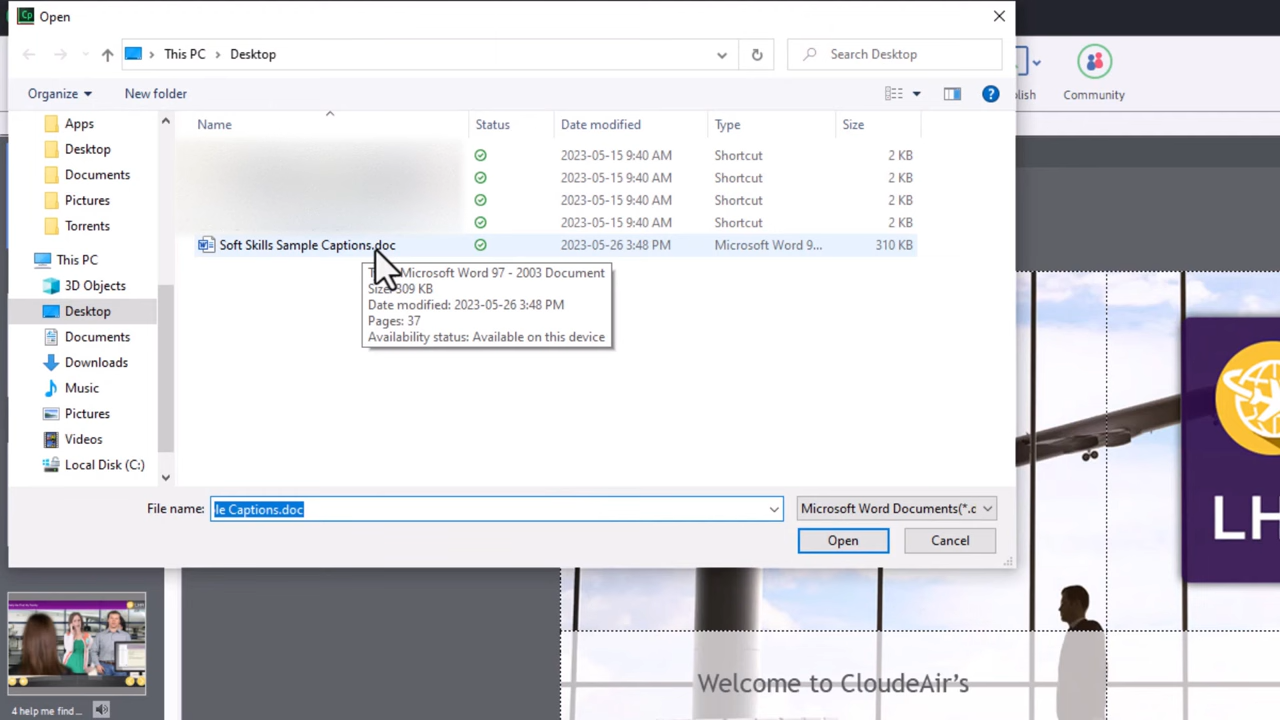 Cp Open
This PC > Desktop
Search Desktop
Organize
New folder
lish
Community
Name
Status
Date modified
Type
Size
Apps
Desktop
Documents
Pictures
Torrents
This PC
3D Objects
Desktop
Documents
Downloads
Music
Pictures
Videos
Local Disk (C:)
2023-05-15 9:40 AM Shortcut 2 KB
2023-05-15 9:40 AM Shortcut 2 KB
2023-05-15 9:40 AM Shortcut 2 KB
2023-05-15 9:40 AM Shortcut 2 KB
Soft Skills Sample Captions.doc 2023-05-26 3:48 PM Microsoft Word 9... 310 KB
Microsoft Word 97 - 2003 Document
309 KB
Date modified: 2023-05-26 3:48 PM
Pages: 37
Availability status: Available on this device
File name:
le Captions.doc
Microsoft Word Documents(*.d
Open
Cancel
LH
Welcome to CloudeAir's
4 help me find ...